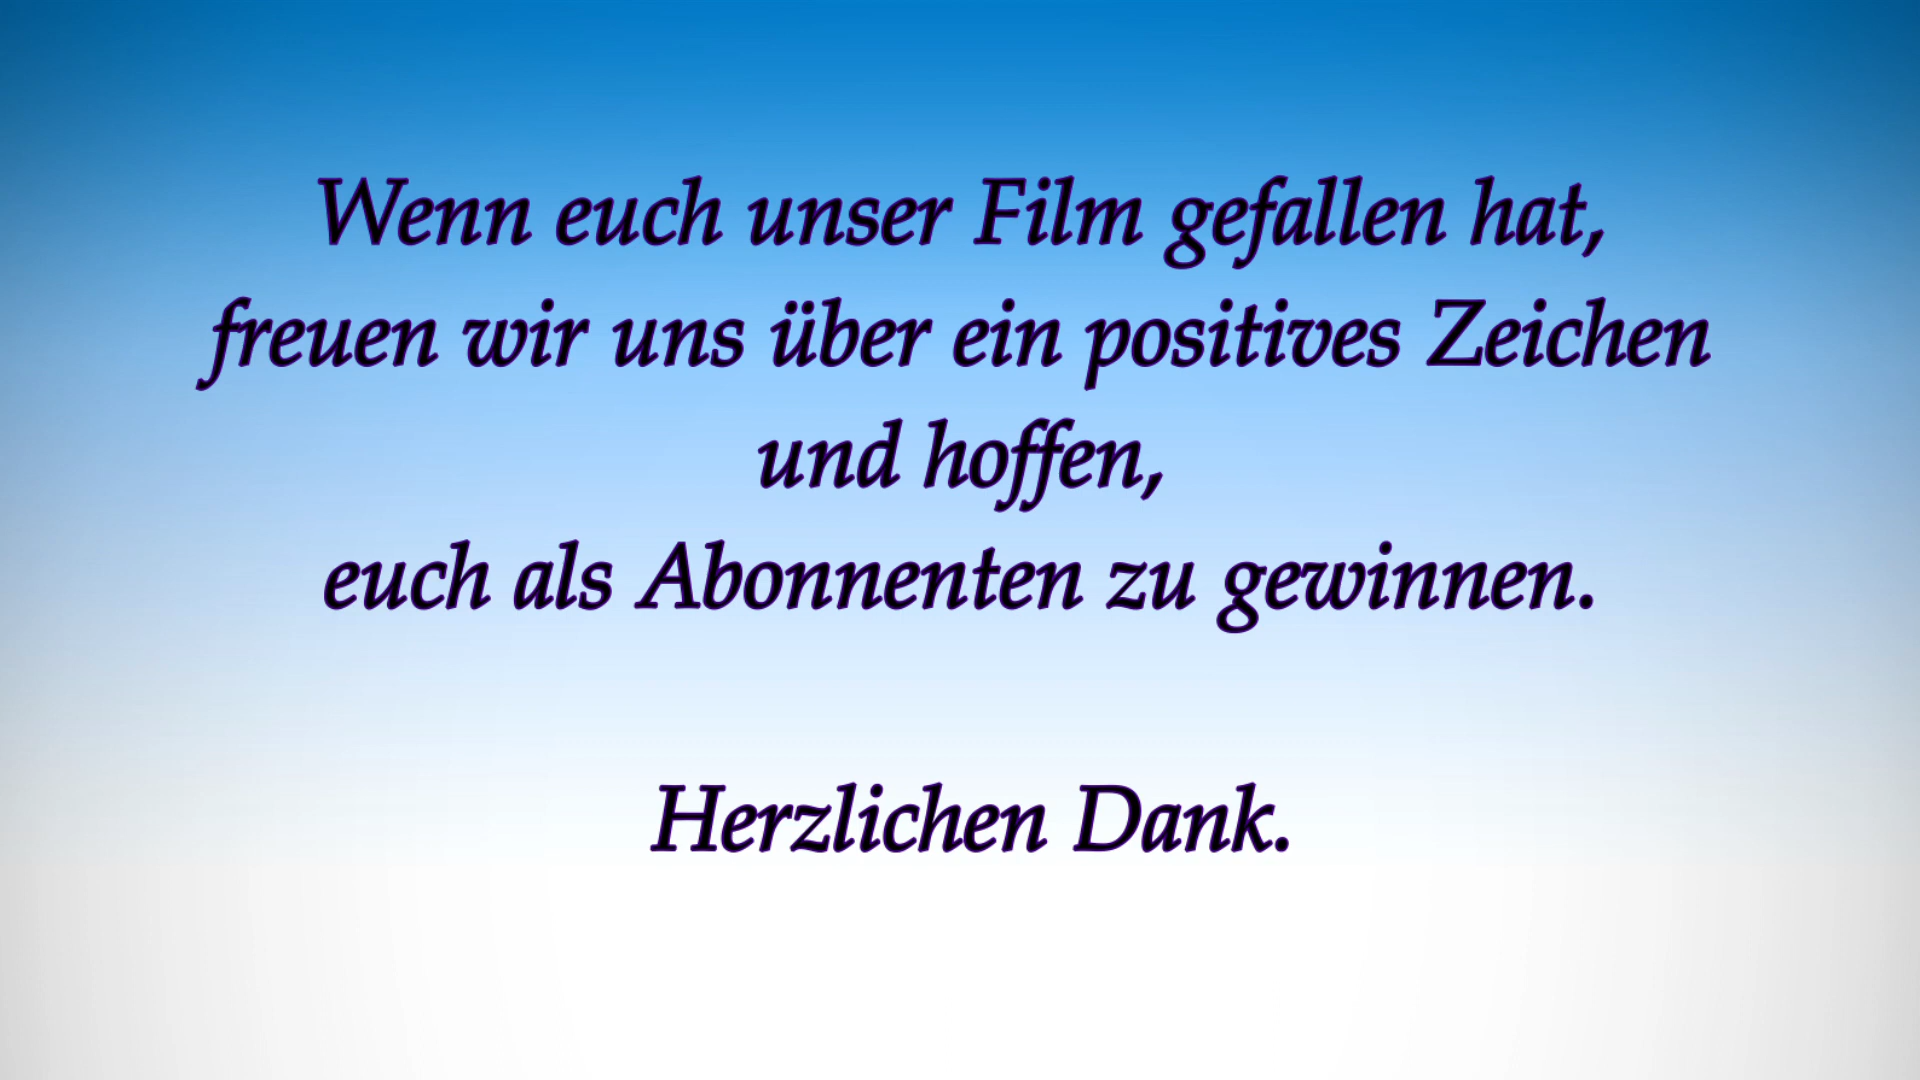 Wenn euch unser Film gefallen hat,
freuen wir uns über ein positives Zeichen
und hoffen,
euch als Abonnenten zu gewinnen.
Herzlichen Dank.